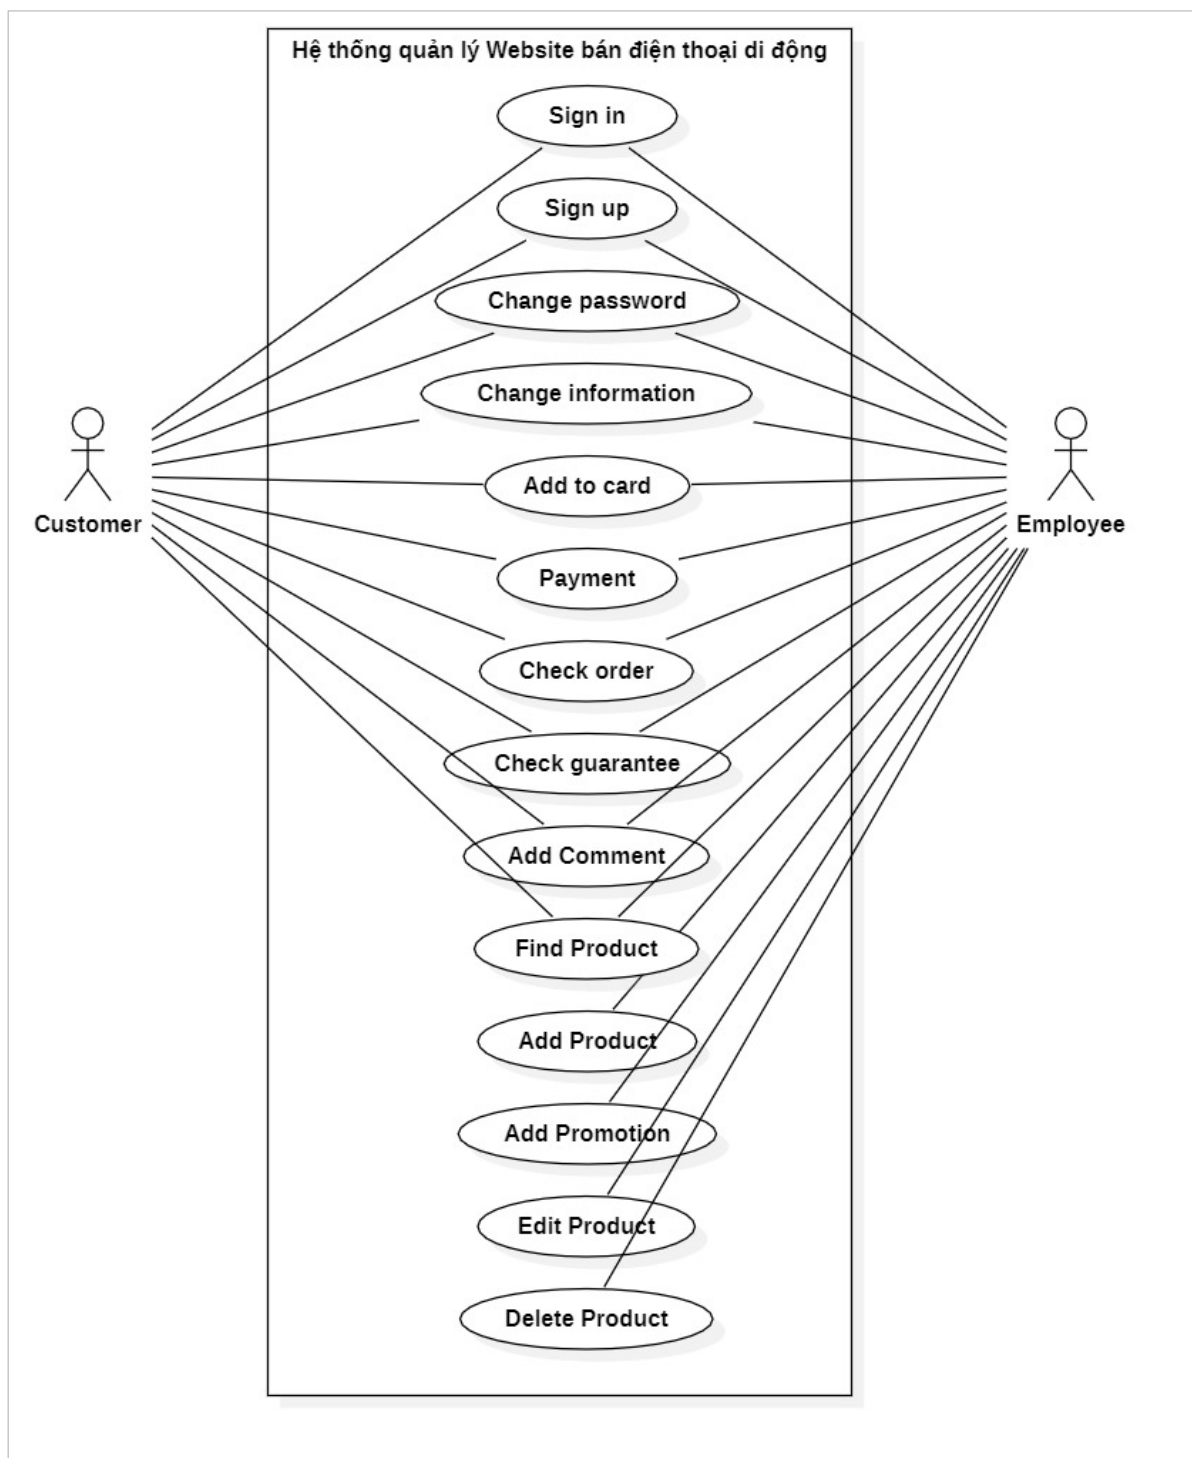 Hệ thống quản lý Website bán điện thoại di động
Sign in
Sign up
Change password
Change information
Add to card
Customer
Employee
Payment
Check order
Check guarantee
Add Comment
Find Product
Add Product
Add Promotion
Edit Product
Delete Product